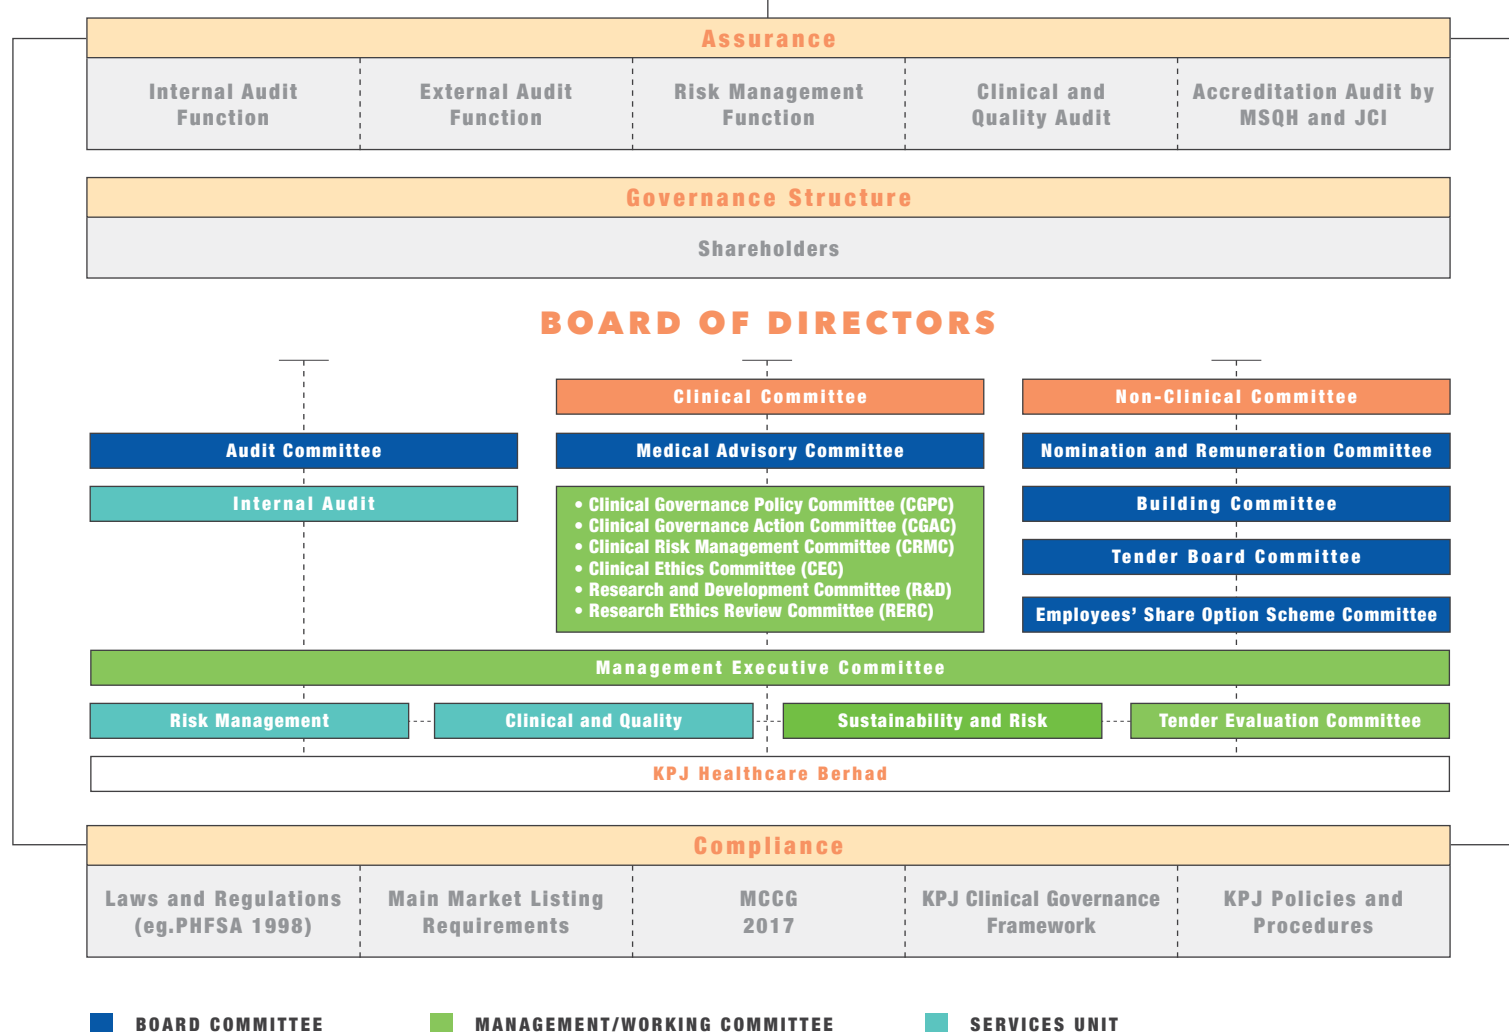 Assurance
Internal Audit
Function
External Audit
Function
Risk Management
Function
Clinical and
Quality Audit
Accreditation Audit by
MSQH and JCI
Governance Structure
Shareholders
BOARD OF DIRECTORS
Clinical Committee
Non-Clinical Committee
Audit Committee
Medical Advisory Committee
Nomination and Remuneration Committee
Internal Audit
• Clinical Governance Policy Committee (CGPC)
• Clinical Governance Action Committee (CGAC)
• Clinical Risk Management Committee (CRMC)
• Clinical Ethics Committee (CEC)
• Research and Development Committee (R&D)
• Research Ethics Review Committee (RERC)
Building Committee
Tender Board Committee
Employees’ Share Option Scheme Committee
Management Executive Committee
Risk Management
Clinical and Quality
Sustainability and Risk
Tender Evaluation Committee
KPJ Healthcare Berhad
Compliance
Laws and Regulations
(eg.PHFSA 1998)
Main Market Listing
Requirements
MCCG
2017
KPJ Clinical Governance
Framework
KPJ Policies and
Procedures
BOARD COMMITTEE
MANAGEMENT/WORKING COMMITTEE
SERVICES UNIT